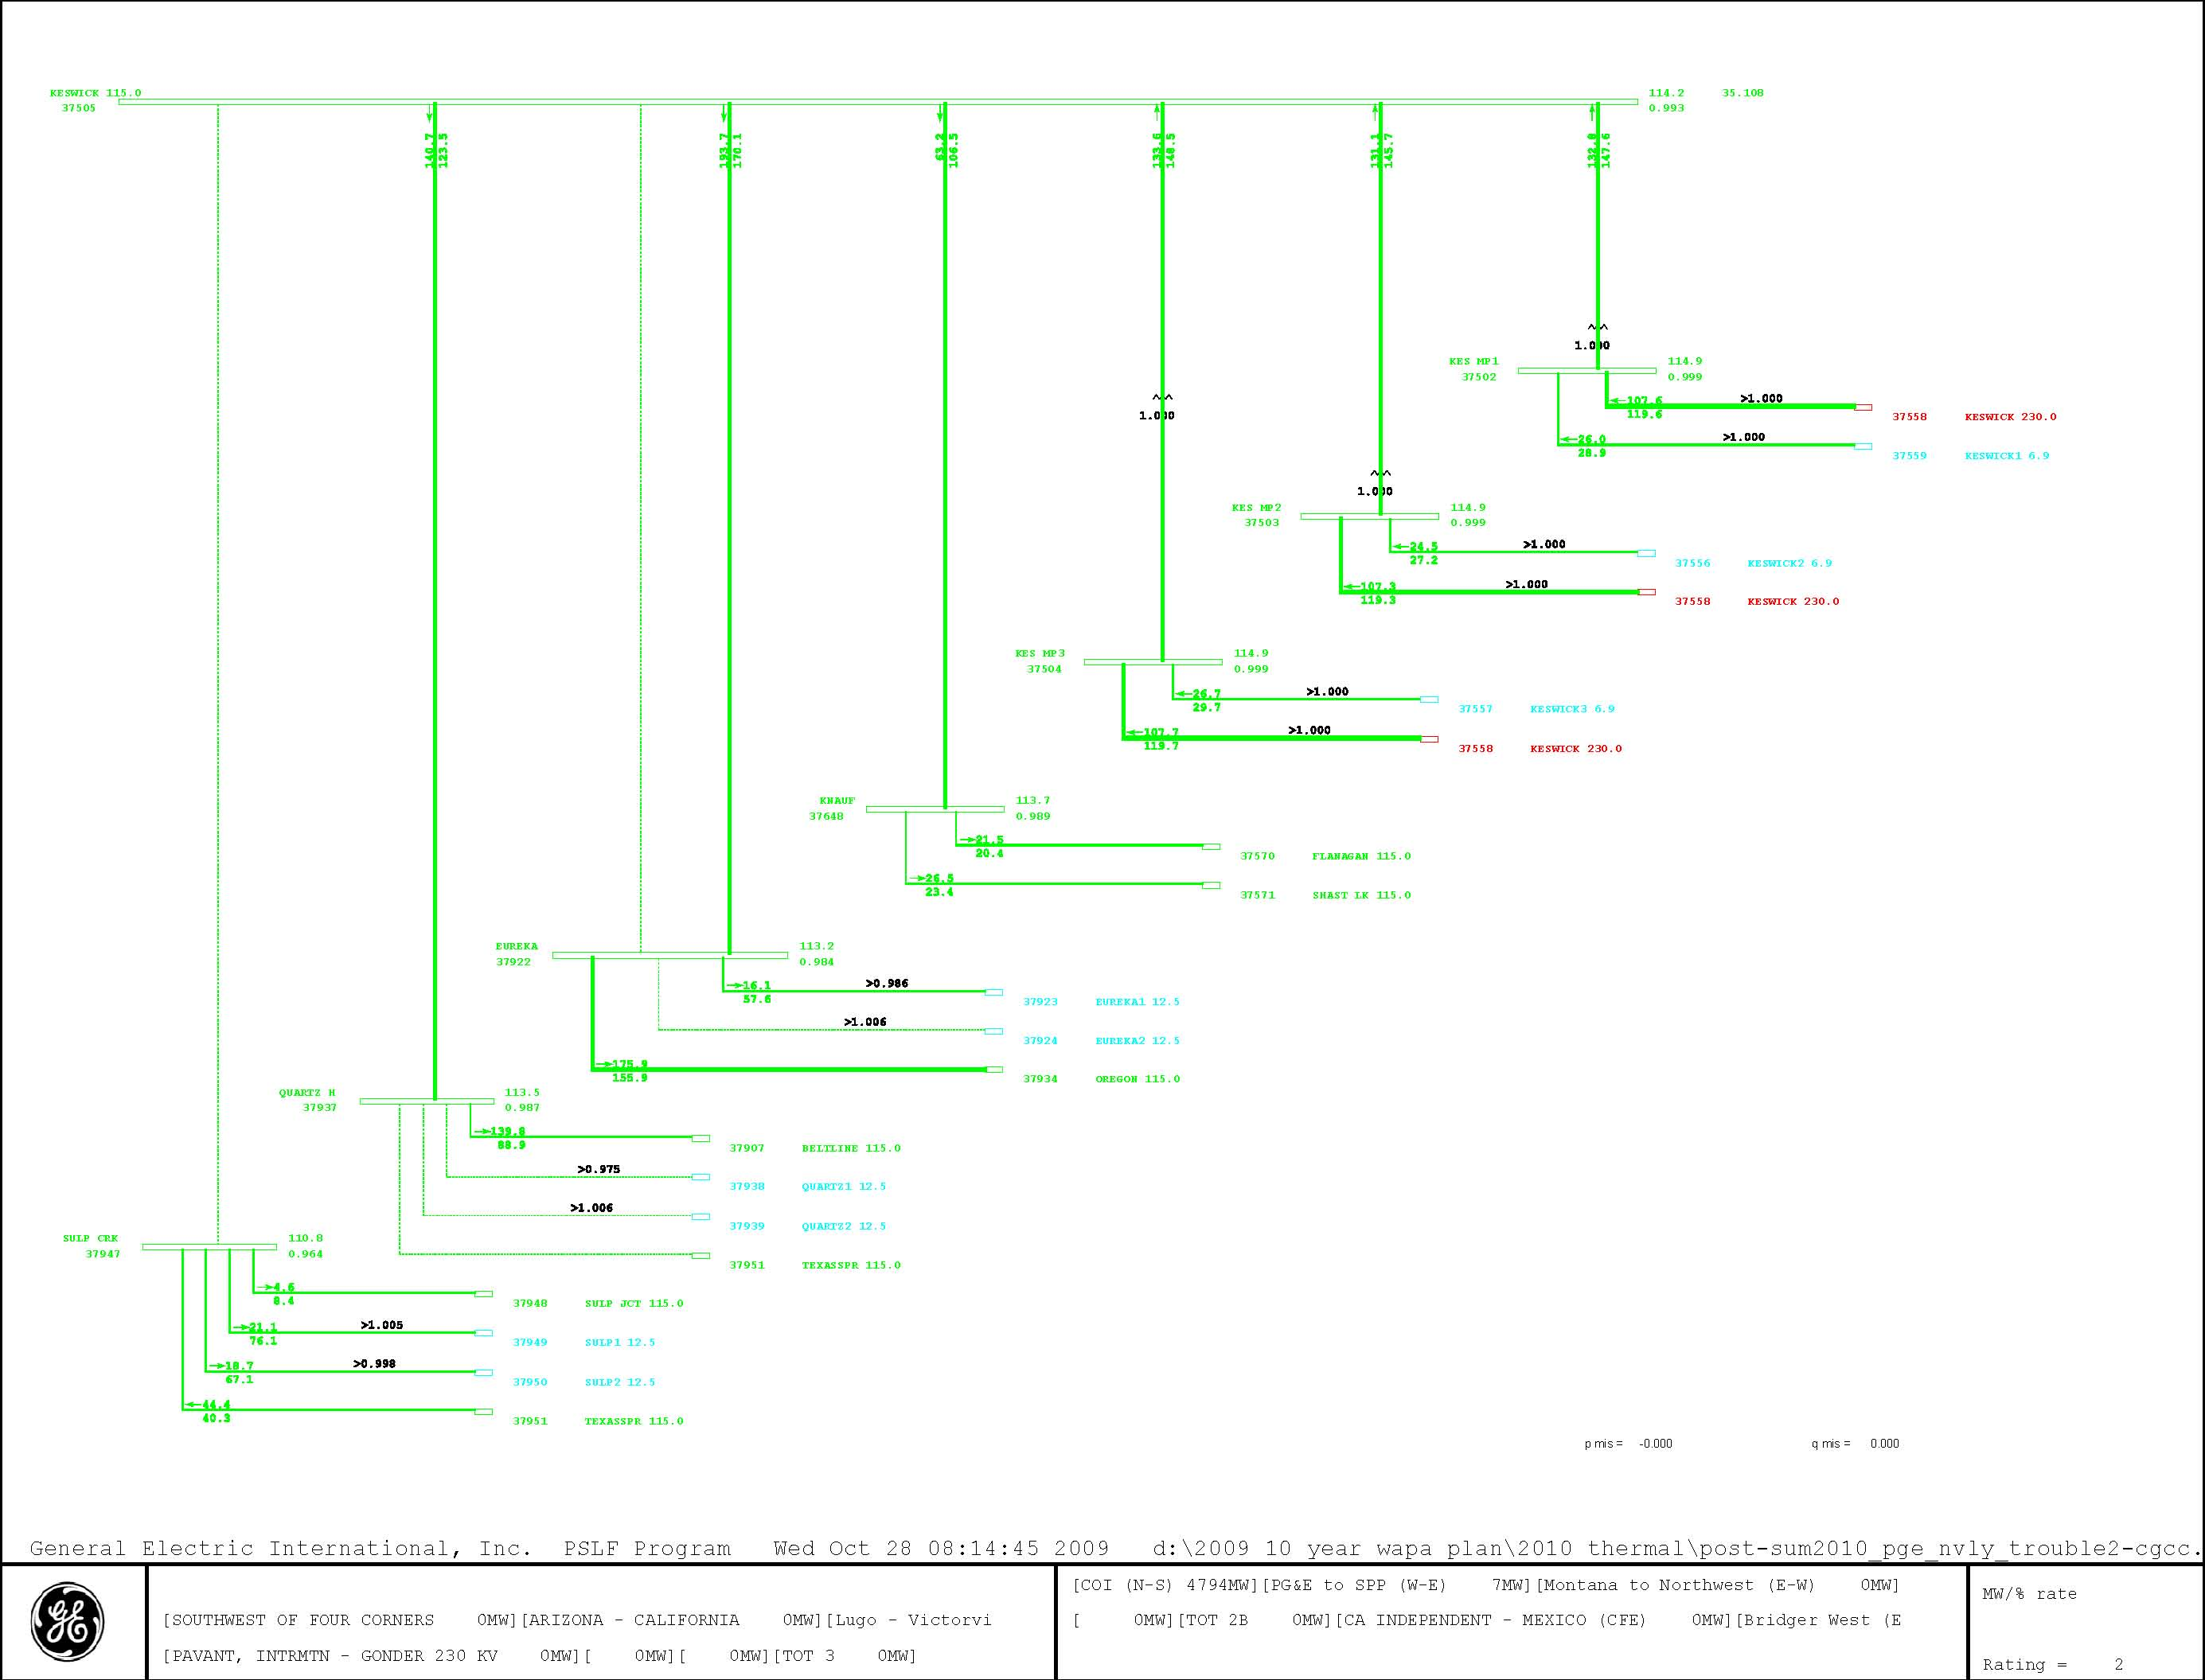 KESWICK 115.0
37505
114.2 35.108
0.993
140.7
123.5
193.7
170.1
63.2
106.5
133.6
148.5
131.1
145.7
132.8
147.6
1.000
KES MP1
37502
114.9
0.999
107.6
119.6
>1.000
37558 KESWICK 230.0
26.0
28.9
>1.000
37559 KESWICK1 6.9
1.000
1.000
KES MP2
37503
114.9
0.999
24.5
27.2
>1.000
37556 KESWICK2 6.9
107.3
119.3
>1.000
37558 KESWICK 230.0
KES MP3
37504
114.9
0.999
26.7
29.7
>1.000
37557 KESWICK3 6.9
107.7
119.7
>1.000
37558 KESWICK 230.0
KNAUF
37648
113.7
0.989
21.5
20.4
37570 FLANAGAN 115.0
26.5
23.4
37571 SHAST LK 115.0
EUREKA
37922
113.2
0.984
16.1
57.6
>0.986
37923 EUREKA1 12.5
>1.006
37924 EUREKA2 12.5
175.9
155.9
37934 OREGON 115.0
QUARTZ H
37937
113.5
0.987
139.8
88.9
37907 BELTLINE 115.0
>0.975
37938 QUARTZ1 12.5
>1.006
37939 QUARTZ2 12.5
37951 TEXASSPR 115.0
SULP CRK
37947
110.8
0.964
4.6
8.4
37948 SULP JCT 115.0
21.1
76.1
>1.005
37949 SULP1 12.5
18.7
67.1
>0.998
37950 SULP2 12.5
44.4
40.3
37951 TEXASSPR 115.0
p mis = -0.000 q mis = 0.000
General Electric International, Inc. PSLF Program Wed Oct 28 08:14:45 2009 d:\2009 10 year wapa plan\2010 thermal\post-sum2010_pge_nvly_trouble2-cgcc.
GE
[SOUTHWEST OF FOUR CORNERS 0MW][ARIZONA - CALIFORNIA 0MW][Lugo - Victorvi
[PAVANT, INTRMTN - GONDER 230 KV 0MW][ 0MW][ 0MW][TOT 3 0MW]
[COI (N-S) 4794MW][PG&E to SPP (W-E) 7MW][Montana to Northwest (E-W) 0MW]
[ 0MW][TOT 2B 0MW][CA INDEPENDENT - MEXICO (CFE) 0MW][Bridger West (E
MW/% rate
Rating = 2